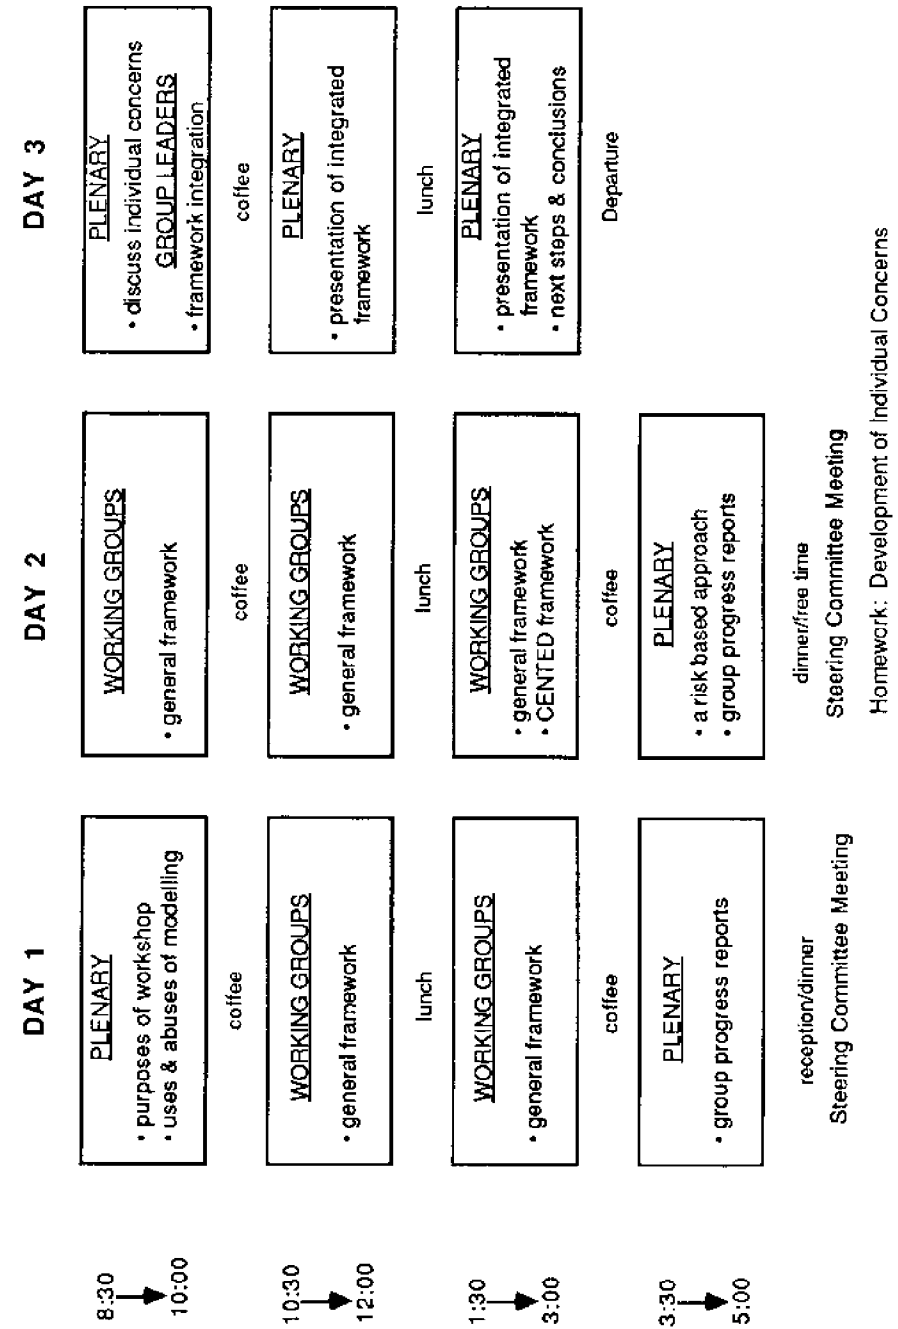 DAY 1
DAY 2
DAY 3
8:30
10:00
PLENARY
• purposes of workshop
• uses & abuses of modelling
WORKING GROUPS
• general framework
PLENARY
• discuss individual concerns
GROUP LEADERS
• framework integration
coffee
coffee
coffee
10:30
12:00
WORKING GROUPS
• general framework
WORKING GROUPS
• general framework
PLENARY
• presentation of integrated
framework
lunch
lunch
lunch
1:30
3:00
WORKING GROUPS
• general framework
WORKING GROUPS
• general framework
• CENTED framework
PLENARY
• presentation of integrated
framework
• next steps & conclusions
coffee
coffee
Departure
3:30
5:00
PLENARY
• group progress reports
PLENARY
• a risk based approach
• group progress reports
reception/dinner
Steering Committee Meeting
dinner/free time
Steering Committee Meeting
Homework: Development of Individual Concerns